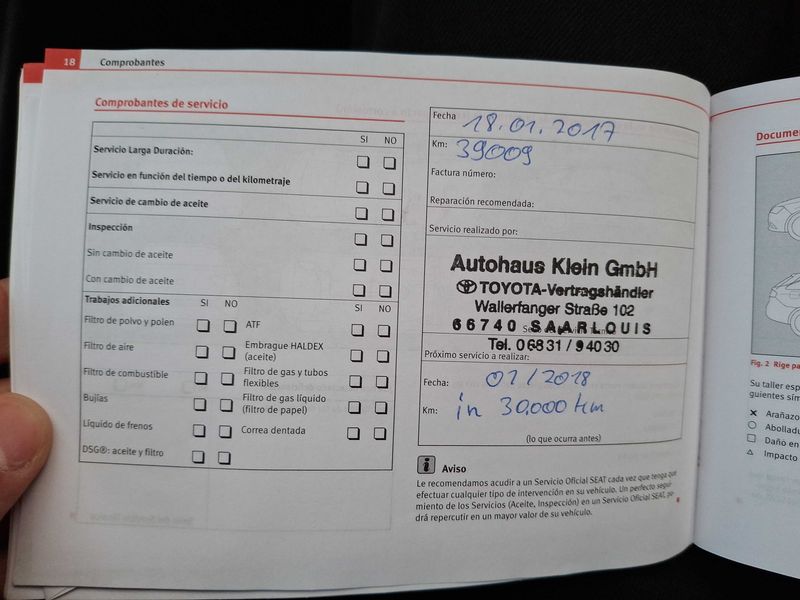 18 Comprobantes
Comprobantes de servicio
SI NO
Servicio Larga Duración:
Servicio en función del tiempo o del kilometraje
Servicio de cambio de aceite
Inspección
Sin cambio de aceite
Con cambio de aceite
Trabajos adicionales SI NO SI NO
Filtro de polvo y polen ATF
Filtro de aire Embrague HALDEX
(aceite)
Filtro de combustible Filtro de gas y tubos
flexibles
Bujías Filtro de gas líquido
(filtro de papel)
Líquido de frenos Correa dentada
DSG®: aceite y filtro
Fecha 18.01.2017
Km: 39009
Factura número:
Reparación recomendada:
Servicio realizado por:
Autohaus Klein GmbH
TOYOTA-Vertragshändler
Wallerfanger Straße 102
66740 SAARLOUIS
Tel. 06831/94030
Próximo servicio a realizar:
Fecha: 01/2018
Km: in 30.000 km
(lo que ocurra antes)
i Aviso
Le recomendamos acudir a un Servicio Oficial SEAT cada vez que tenga que
efectuar cualquier tipo de intervención en su vehículo. Un perfecto segui-
miento de los Servicios (Aceite, Inspección) en un Servicio Oficial SEAT, po-
drá repercutir en un mayor valor de su vehículo.
Fig. 2
Su taller
Daño en
Impacto